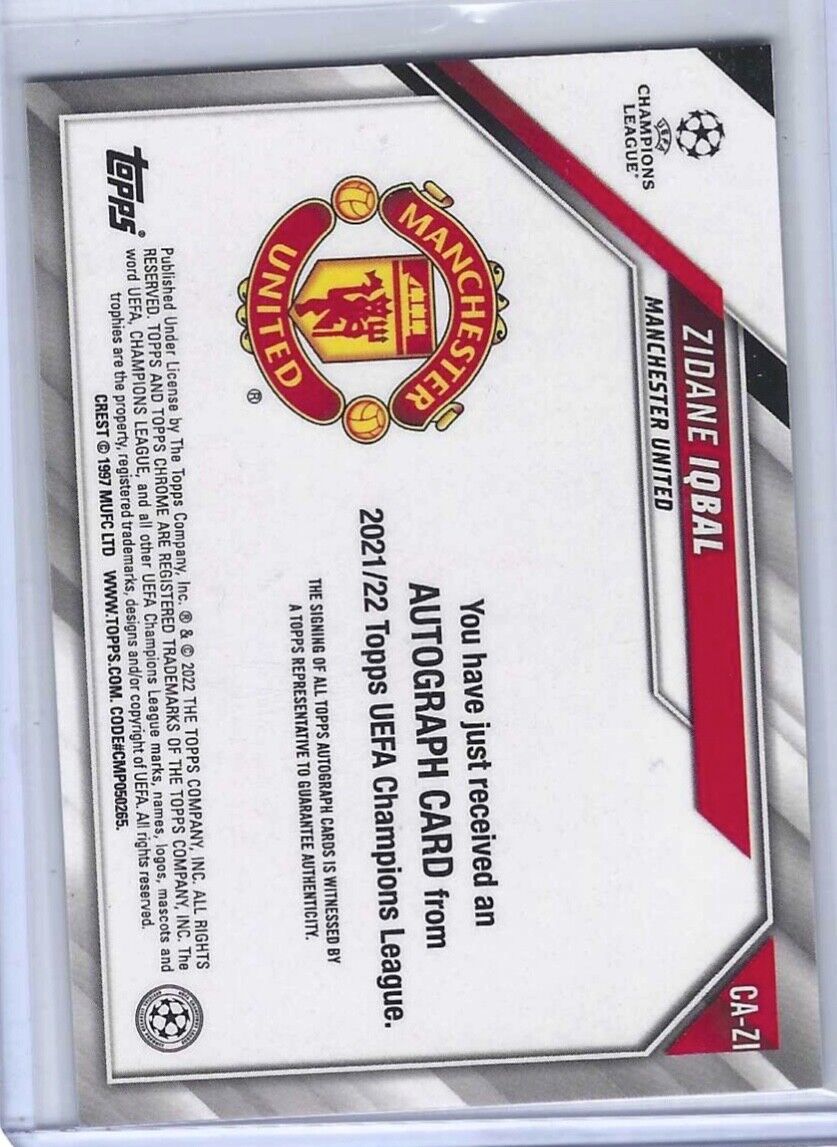 UEFA
CHAMPIONS
LEAGUE®
ZIDANE IQBAL
MANCHESTER UNITED
CA-ZI
MANCHESTER
UNITED
®
You have just received an
AUTOGRAPH CARD from
2021/22 Topps UEFA Champions League.
THE SIGNING OF ALL TOPPS AUTOGRAPH CARDS IS WITNESSED BY
A TOPPS REPRESENTATIVE TO GUARANTEE AUTHENTICITY.
topps®
Published Under License by The Topps Company, Inc. ® & © 2022 THE TOPPS COMPANY, INC. ALL RIGHTS
RESERVED. TOPPS AND TOPPS CHROME ARE REGISTERED TRADEMARKS OF THE TOPPS COMPANY, INC. The
word UEFA, CHAMPIONS LEAGUE, and all other UEFA Champions League marks, names, logos, mascots and
trophies are the property, registered trademarks, designs and/or copyright of UEFA. All rights reserved.
CREST © 1997 MUFC LTD WWW.TOPPS.COM. CODE#CMP050265.